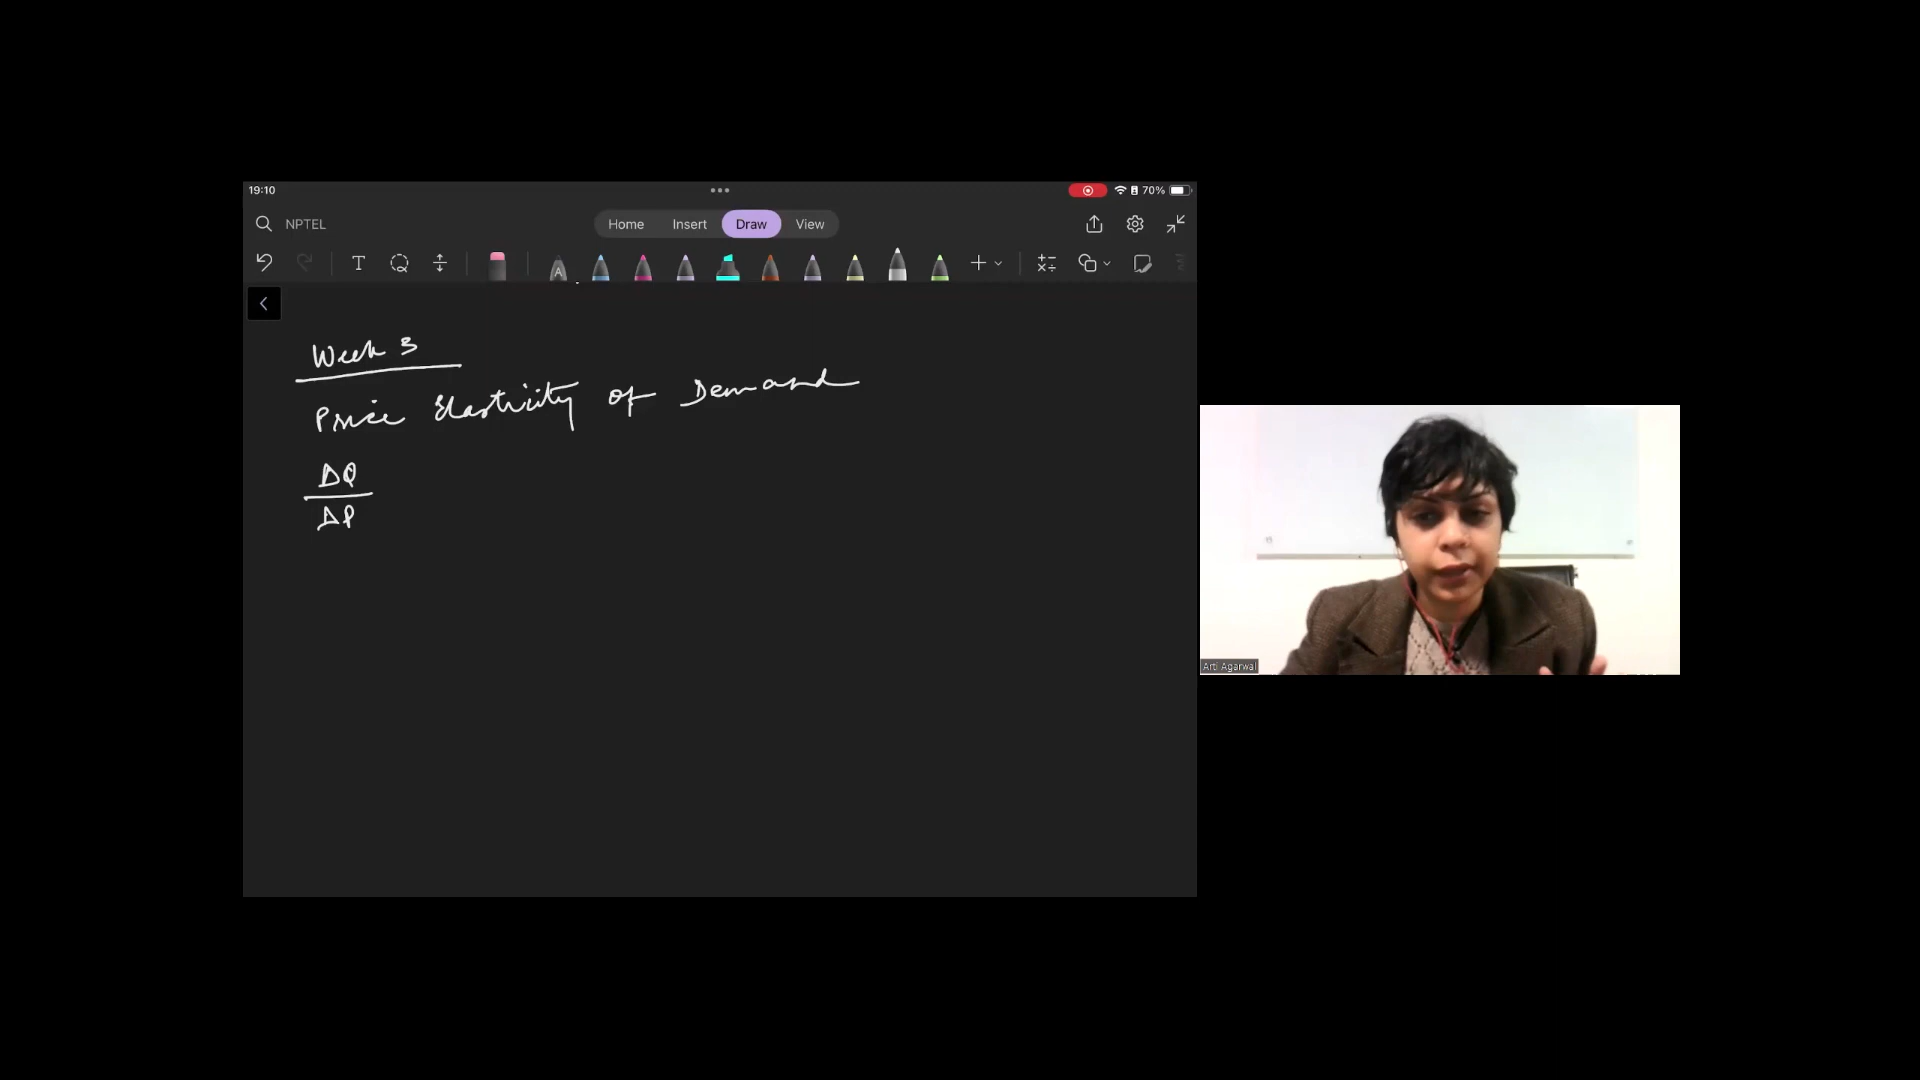 19:10
70%
NPTEL
Home Insert Draw View
T
A
Week 3
Price Elasticity of Demand
ΔQ
ΔP
Arti Agarwal